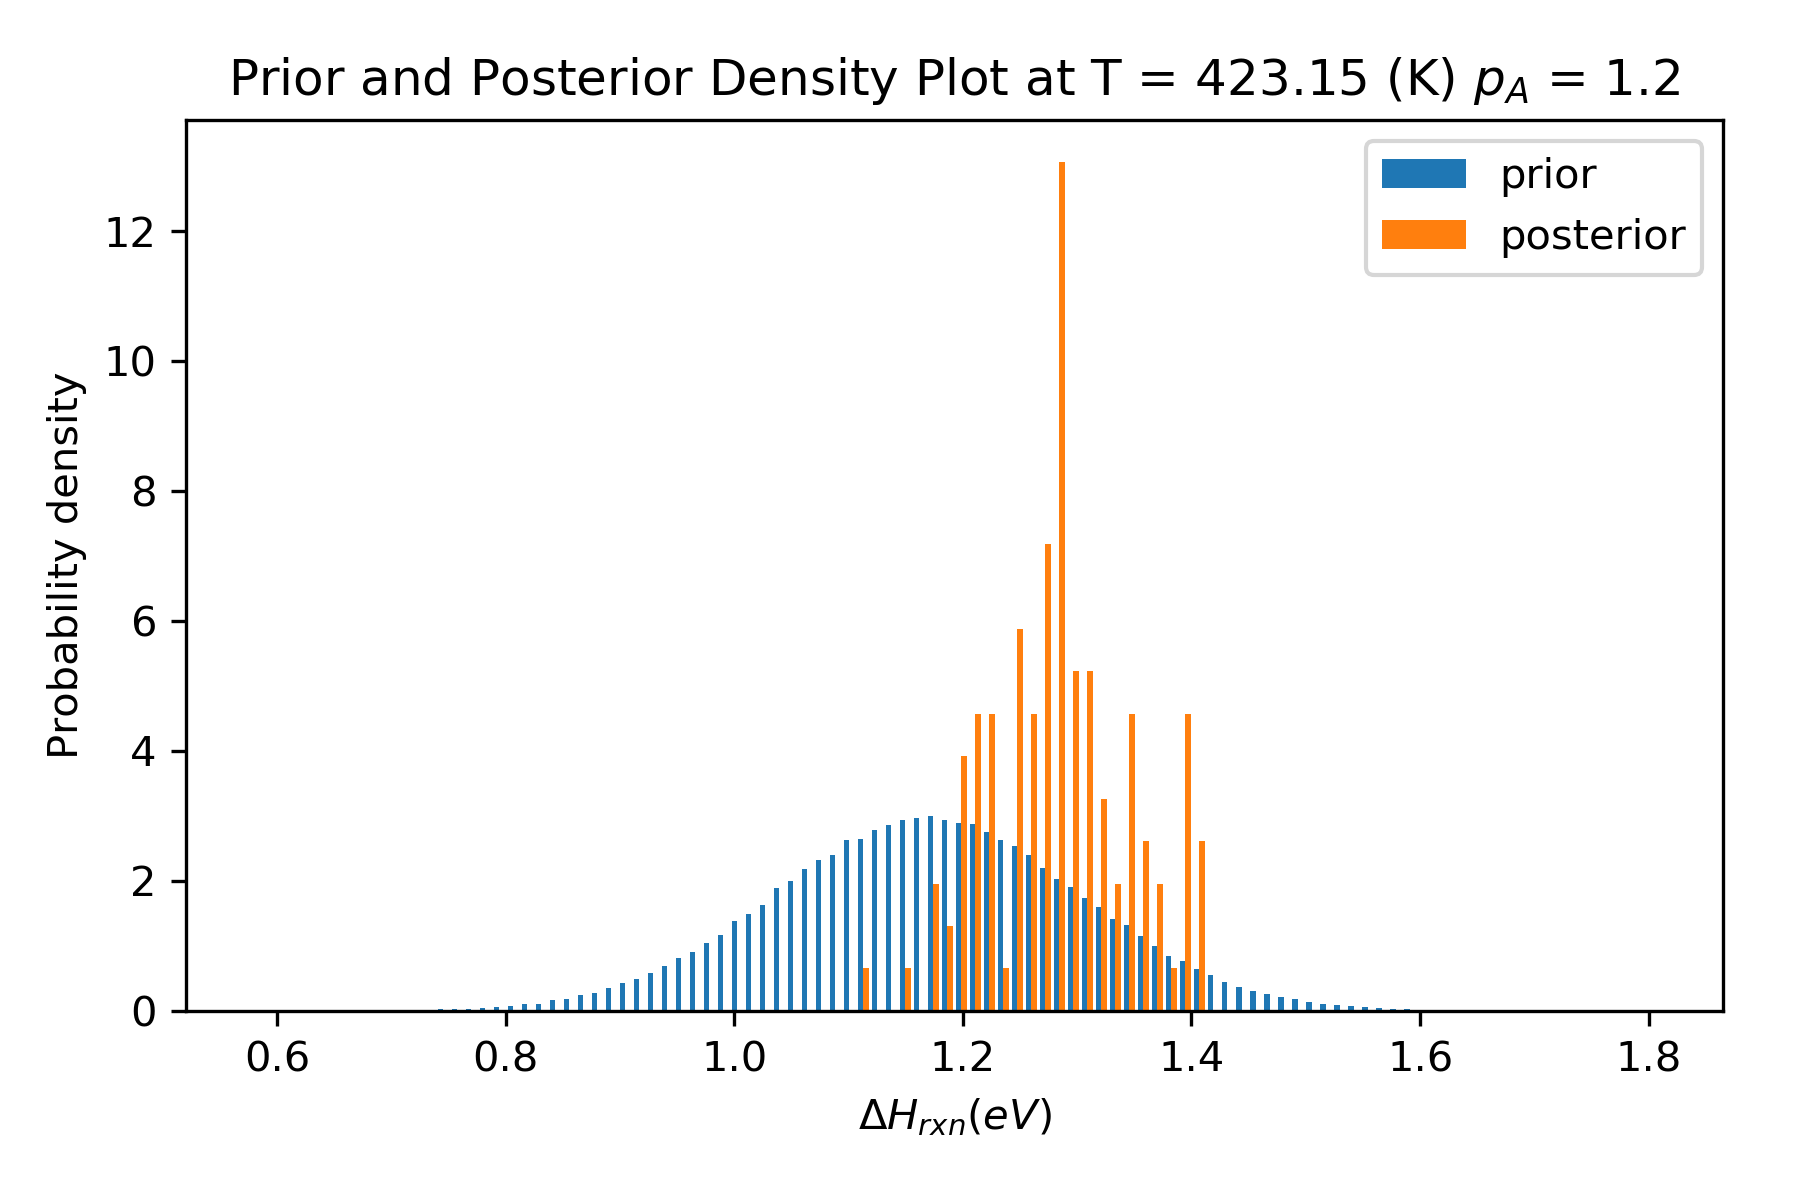 Prior and Posterior Density Plot at T = 423.15 (K) p_A = 1.2
prior
posterior
Probability density
12
10
8
6
4
2
0
0.6 0.8 1.0 1.2 1.4 1.6 1.8
ΔH_rxn(eV)